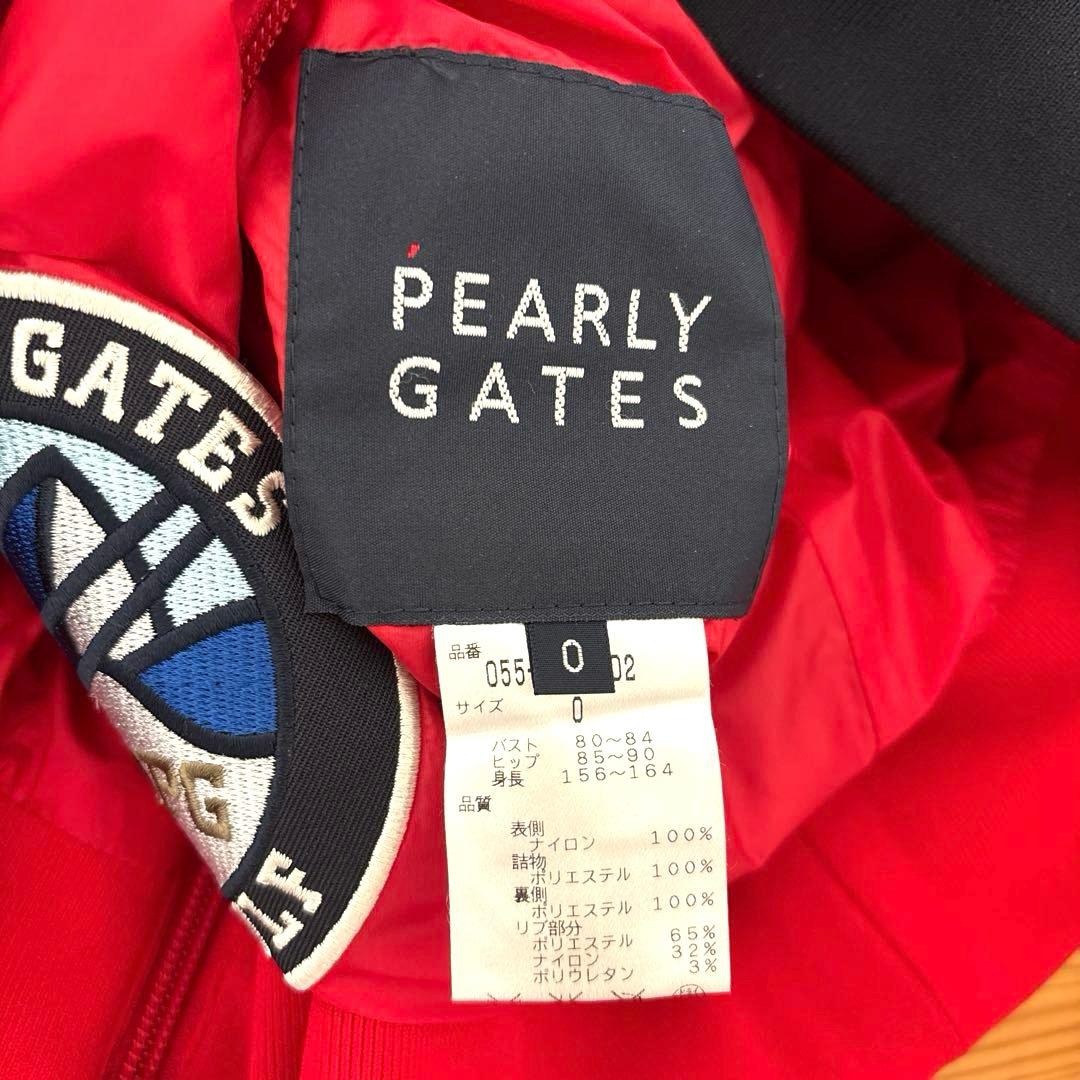 PEARLY
GATES
GATES
PG
LF
0
品番
055- 02
サイズ 0
バスト 80～84
ヒップ 85～90
身長 156～164
品質
表側
ナイロン 100%
詰物
ポリエステル 100%
裏側
ポリエステル 100%
リブ部分
ポリエステル 65%
ナイロン 32%
ポリウレタン 3%